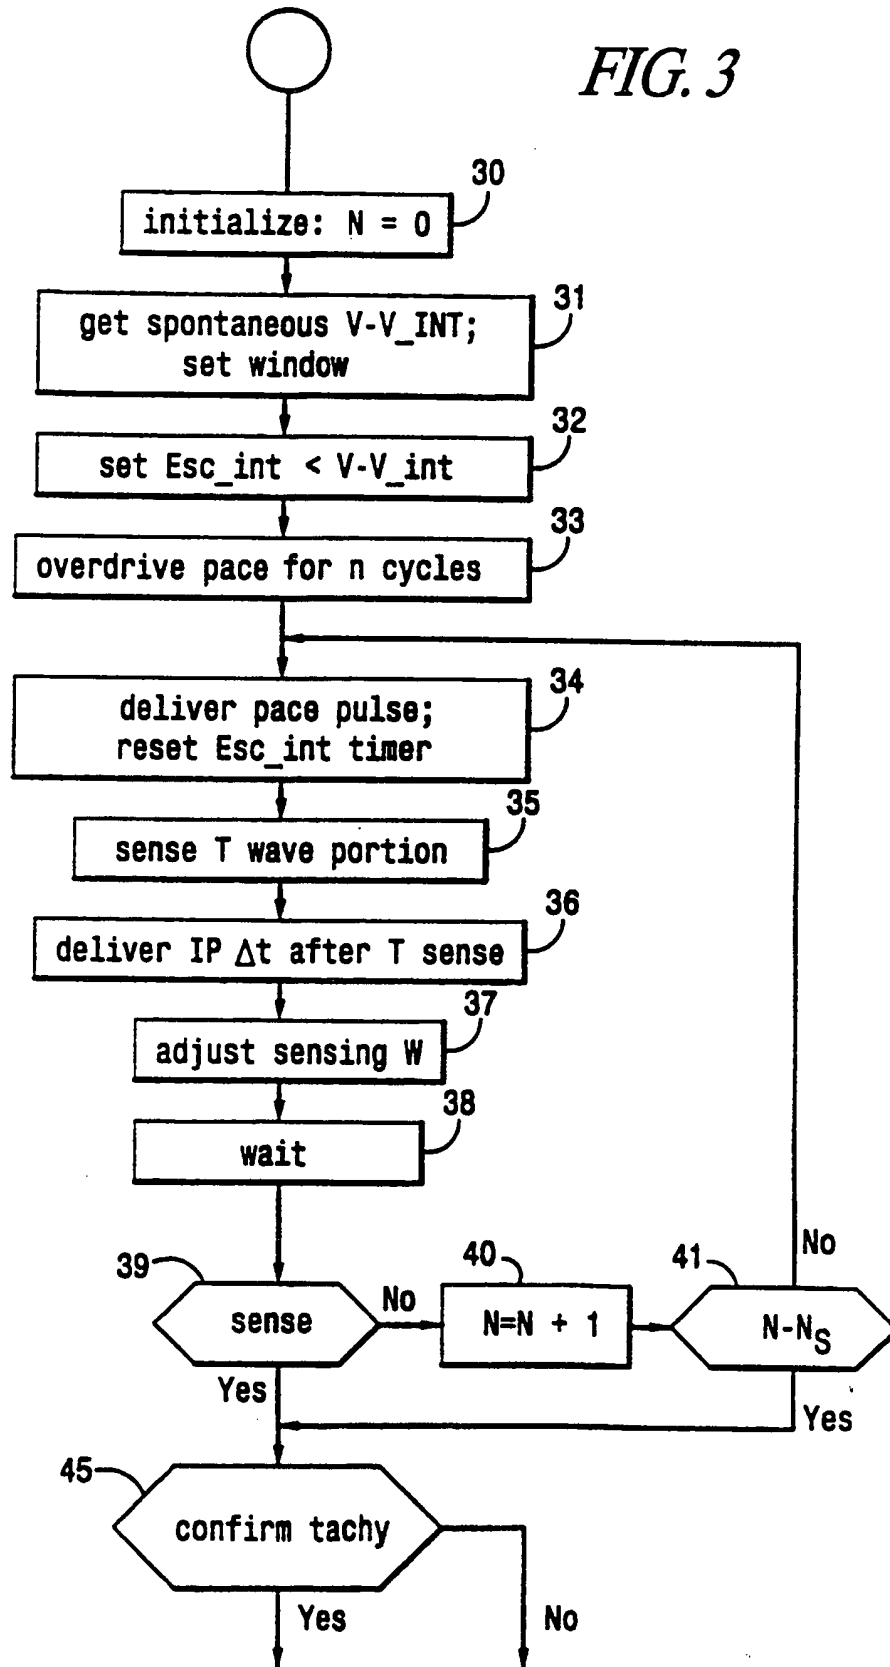 FIG. 3
30
initialize: N = 0
31
get spontaneous V-V_INT;
set window
32
set Esc_int < V-V_int
33
overdrive pace for n cycles
34
deliver pace pulse;
reset Esc_int timer
35
sense T wave portion
36
deliver IP Δt after T sense
37
adjust sensing W
38
wait
39
sense
No
40
N=N + 1
41
N-NS
No
Yes
Yes
45
confirm tachy
Yes
No